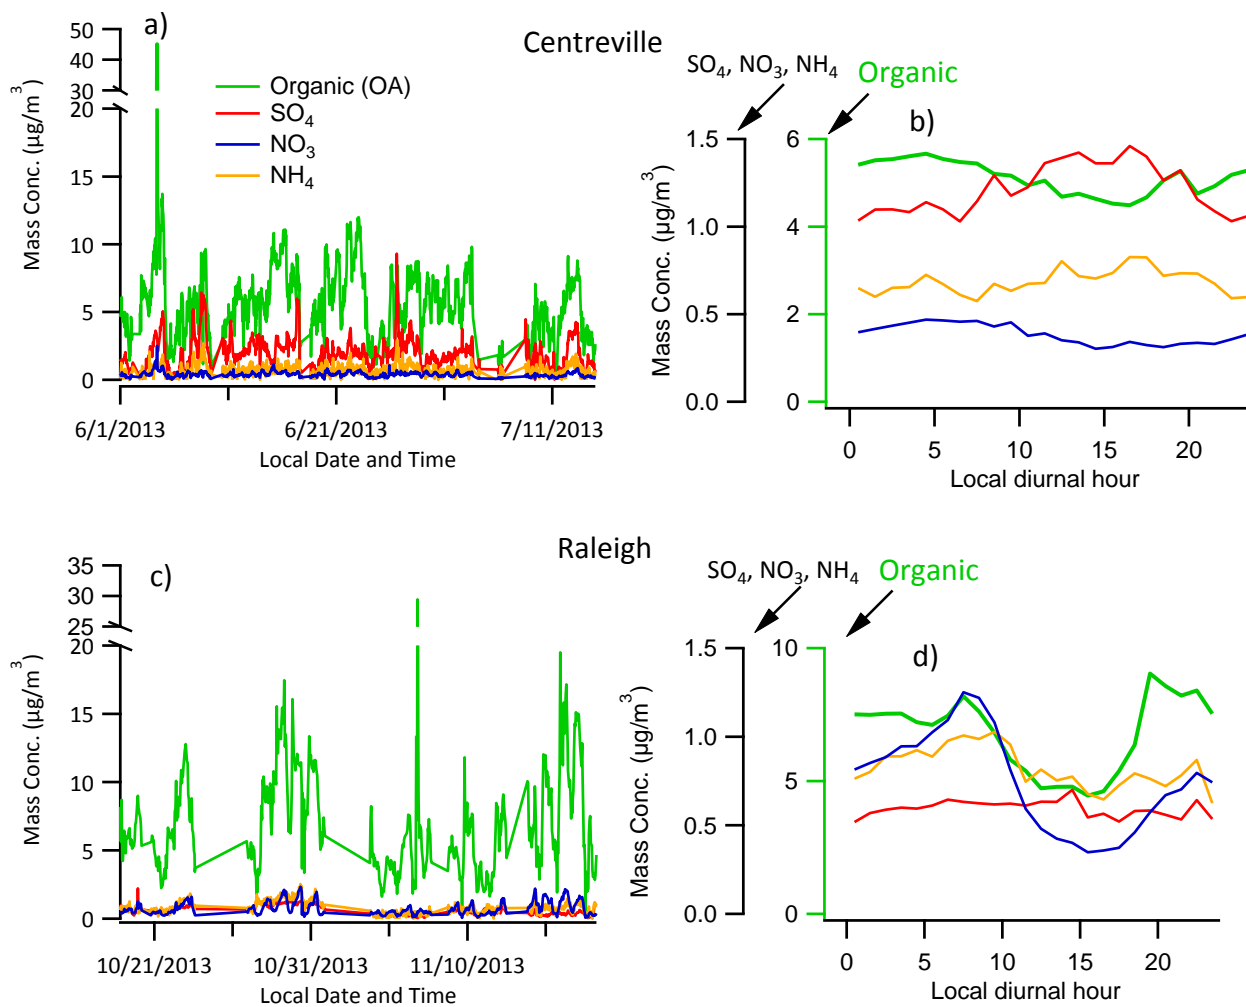 a)
Centreville
50
40
30
20
15
10
5
0
Mass Conc. (µg/m³)
Organic (OA)
SO₄
NO₃
NH₄
6/1/2013
6/21/2013
7/11/2013
Local Date and Time
SO₄, NO₃, NH₄
Organic
b)
1.5
1.0
0.5
0.0
Mass Conc. (µg/m³)
6
4
2
0
0
5
10
15
20
Local diurnal hour
Raleigh
c)
35
30
25
20
15
10
5
0
Mass Conc. (µg/m³)
10/21/2013
10/31/2013
11/10/2013
Local Date and Time
SO₄, NO₃, NH₄
Organic
d)
1.5
1.0
0.5
0.0
Mass Conc. (µg/m³)
10
5
0
0
5
10
15
20
Local diurnal hour